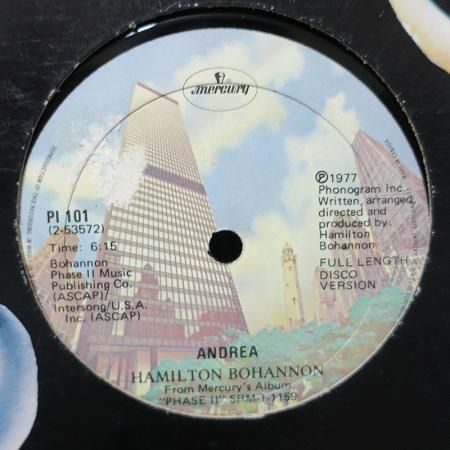 mercury
PI 101
(2-53572)
Time: 6:15
Bohannon
Phase II Music
Publishing Co.
(ASCAP)/
Intersong/U.S.A.
Inc. (ASCAP)
Ⓟ1977
Phonogram Inc.
Written, arranged,
directed and
produced by:
Hamilton
Bohannon
FULL LENGTH
DISCO
VERSION
ANDREA
HAMILTON BOHANNON
From Mercury's Album
"PHASE II" SRM-1-1159